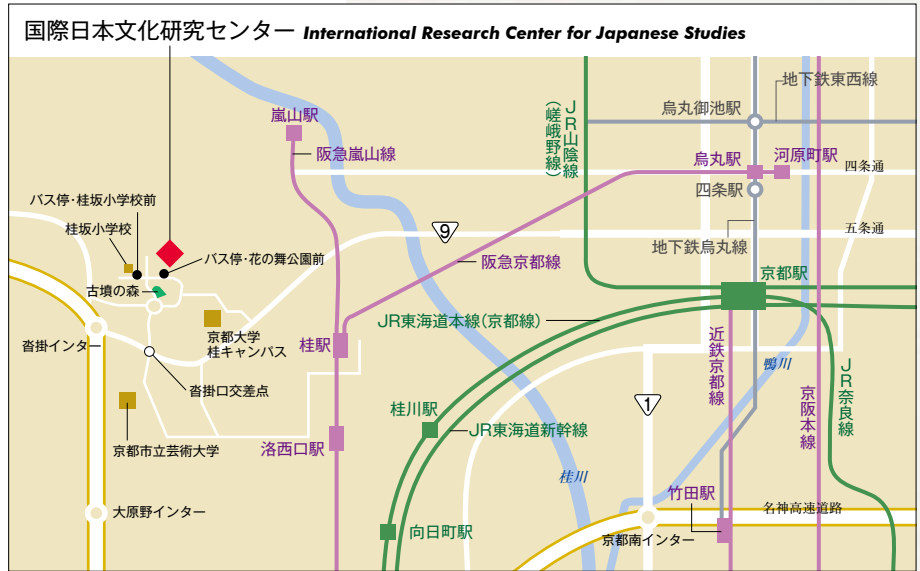 国際日本文化研究センター International Research Center for Japanese Studies
地下鉄東西線
烏丸御池駅
JR山陰線
(嵯峨野線)
嵐山駅
阪急嵐山線
烏丸駅
河原町駅
四条通
四条駅
バス停・桂坂小学校前
桂坂小学校
五条通
9
地下鉄烏丸線
バス停・花の舞公園前
阪急京都線
京都駅
古墳の森
JR東海道本線(京都線)
京都大学
桂キャンパス
沓掛インター
桂駅
近鉄京都線
鴨川
京阪本線
JR奈良線
沓掛口交差点
1
桂川駅
JR東海道新幹線
京都市立芸術大学
洛西口駅
桂川
竹田駅
大原野インター
名神高速道路
向日町駅
京都南インター